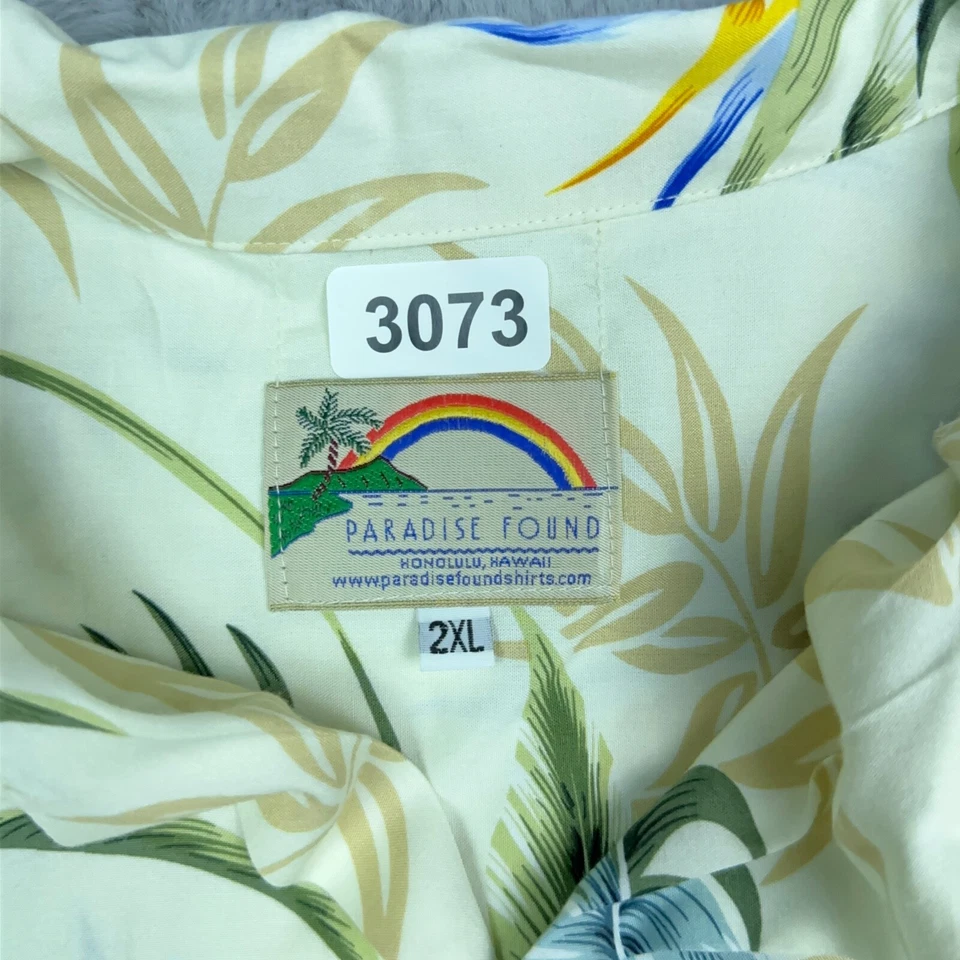 3073
PARADISE FOUND
HONOLULU, HAWAII
www.paradisefoundshirts.com
2XL